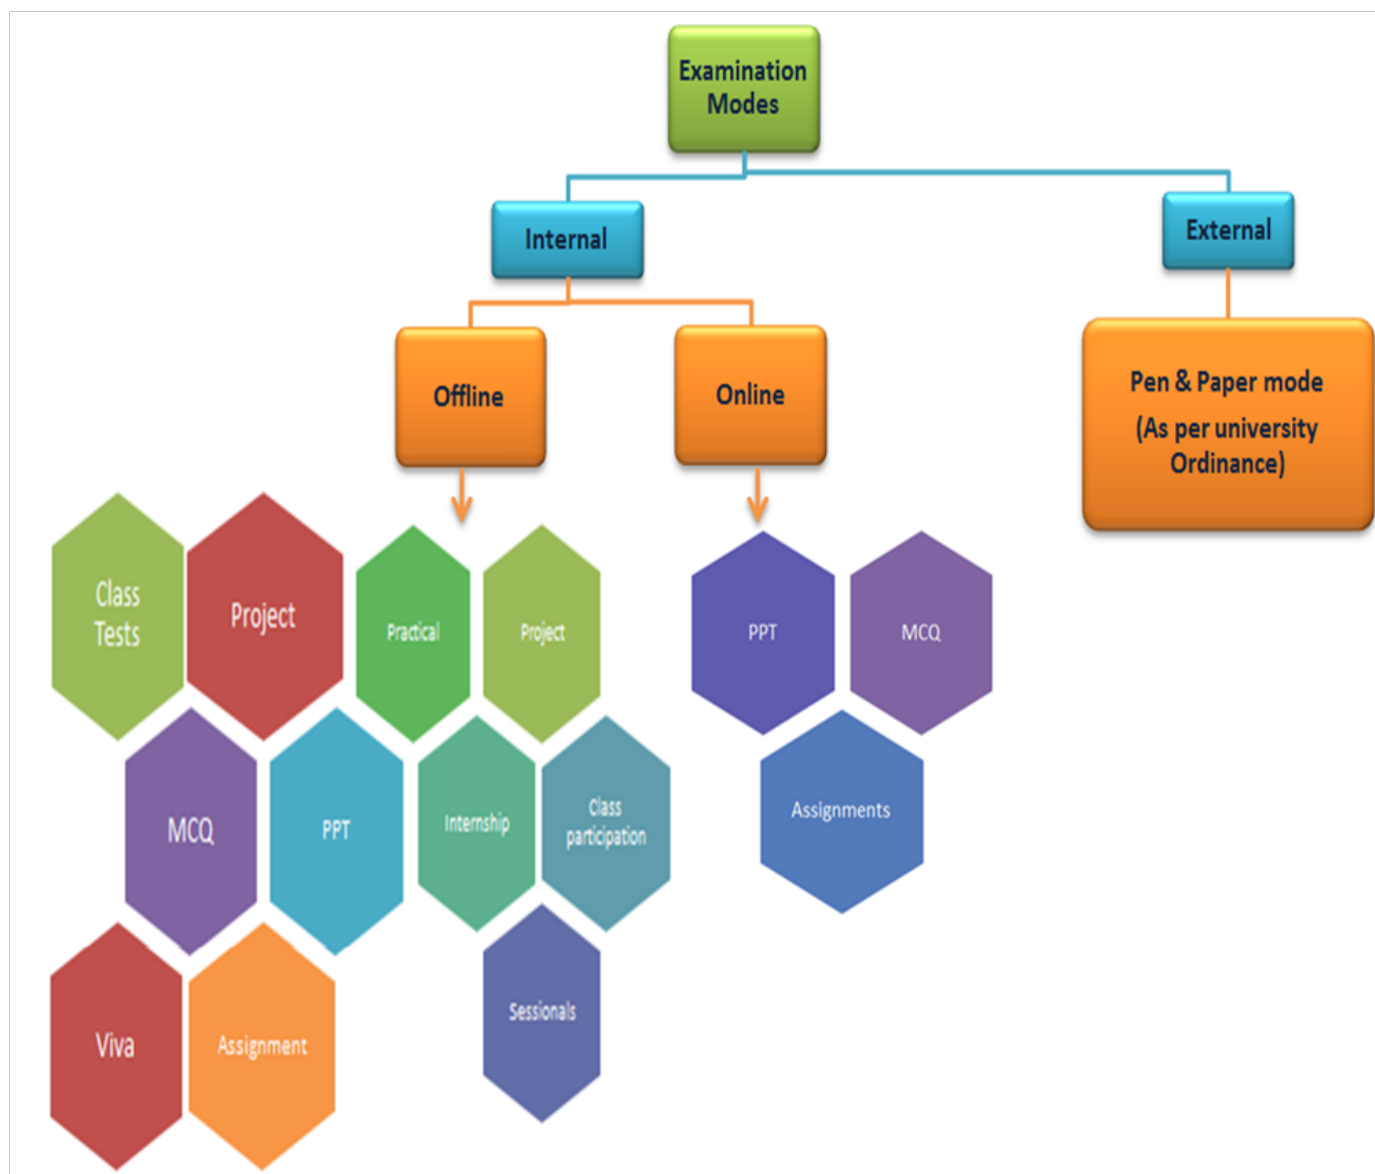 Examination
Modes
Internal
External
Offline
Online
Pen & Paper mode
(As per university
Ordinance)
Class
Tests
Project
Practical
Project
PPT
MCQ
MCQ
PPT
Internship
Class
participation
Assignments
Viva
Assignment
Sessionals